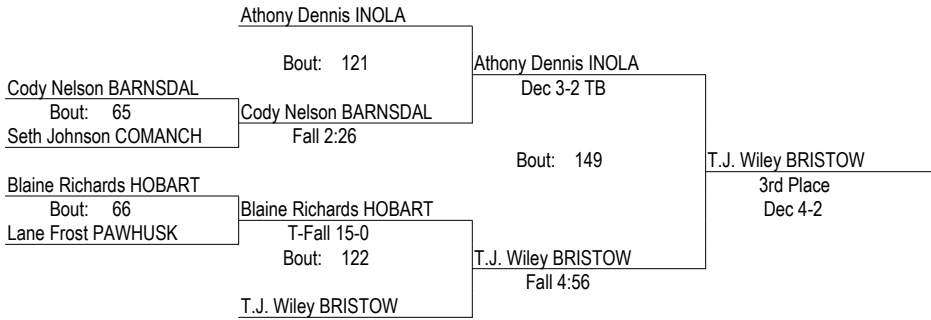 Athony Dennis INOLA
Bout: 121
Athony Dennis INOLA
Cody Nelson BARNSDAL
Dec 3-2 TB
Bout: 65
Cody Nelson BARNSDAL
Seth Johnson COMANCH
Fall 2:26
Bout: 149
T.J. Wiley BRISTOW
Blaine Richards HOBART
3rd Place
Bout: 66
Blaine Richards HOBART
Dec 4-2
Lane Frost PAWHUSK
T-Fall 15-0
Bout: 122
T.J. Wiley BRISTOW
Fall 4:56
T.J. Wiley BRISTOW